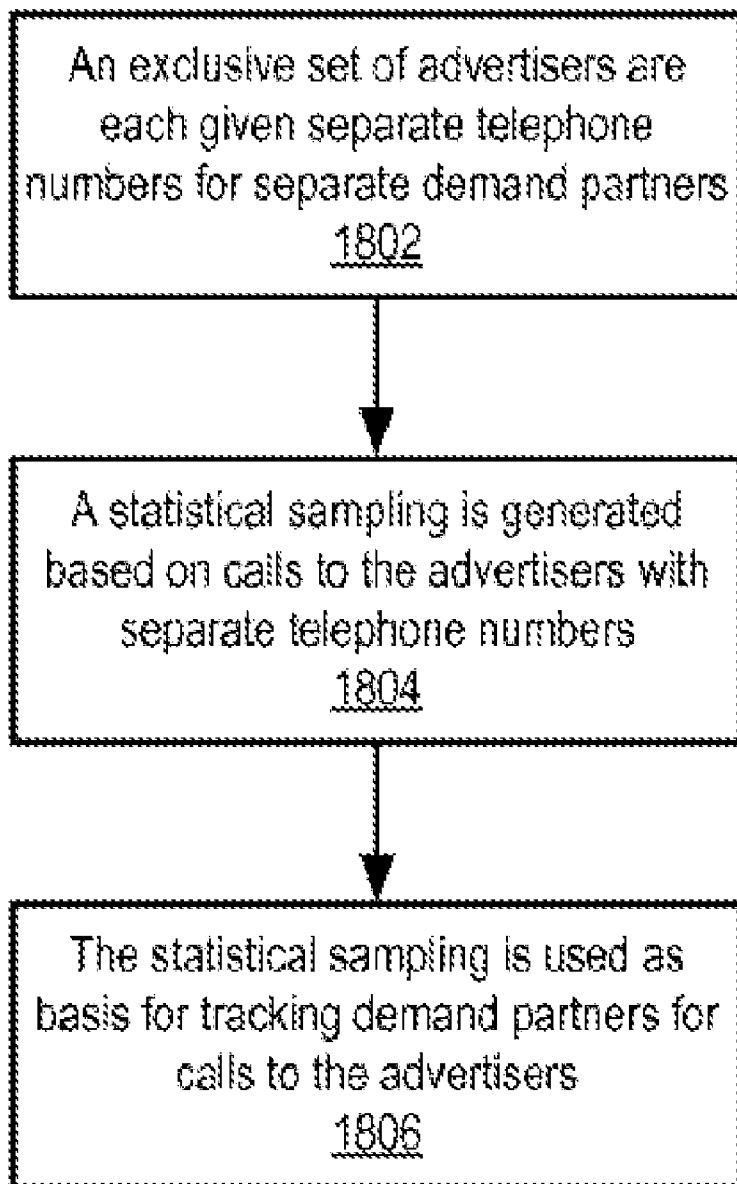 An exclusive set of advertisers are
each given separate telephone
numbers for separate demand partners
1802
A statistical sampling is generated
based on calls to the advertisers with
separate telephone numbers
1804
The statistical sampling is used as
basis for tracking demand partners for
calls to the advertisers
1806